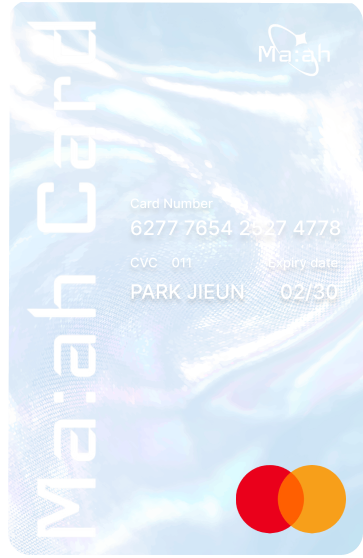 Ma:ah
Ma:ah Card
Card Number
6277 7654 2527 4778
CVC 011 Expiry date
PARK JIEUN 02/30